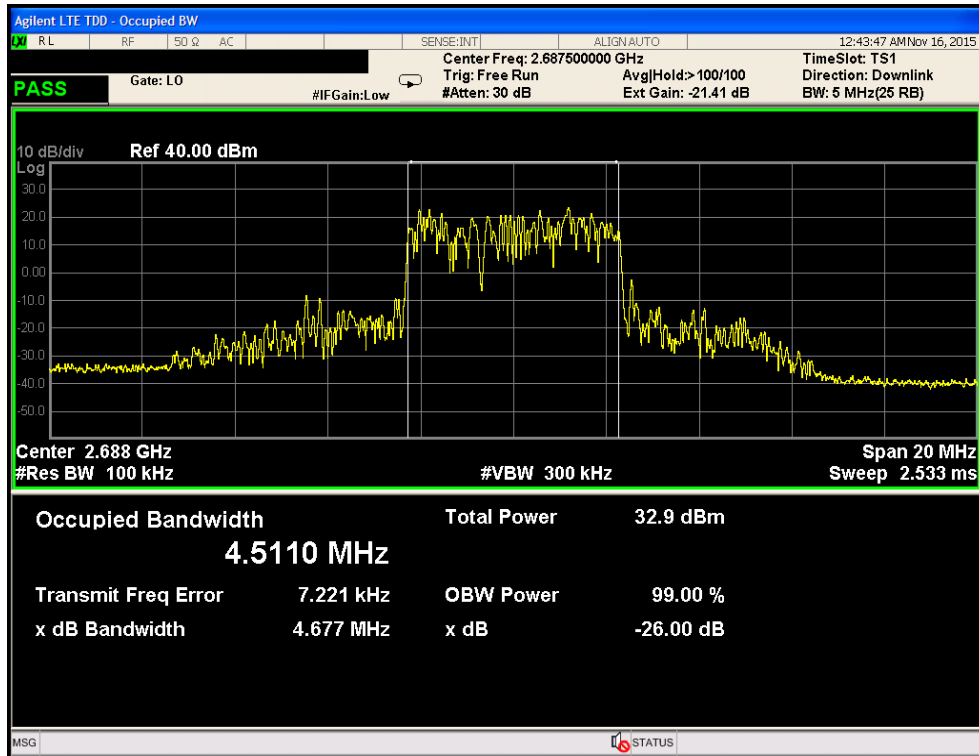 Agilent LTE TDD - Occupied BW
LXI RL RF 50 Ω AC SENSE:INT ALIGN AUTO 12:43:47 AM Nov 16, 2015
Center Freq: 2.687500000 GHz TimeSlot: TS1
PASS Gate: LO Trig: Free Run Avg|Hold:>100/100 Direction: Downlink
#IFGain:Low #Atten: 30 dB Ext Gain: -21.41 dB BW: 5 MHz(25 RB)
10 dB/div Ref 40.00 dBm
Log
30.0
20.0
10.0
0.00
-10.0
-20.0
-30.0
-40.0
-50.0
Center 2.688 GHz Span 20 MHz
#Res BW 100 kHz #VBW 300 kHz Sweep 2.533 ms
Occupied Bandwidth Total Power 32.9 dBm
4.5110 MHz
Transmit Freq Error 7.221 kHz OBW Power 99.00 %
x dB Bandwidth 4.677 MHz x dB -26.00 dB
MSG STATUS